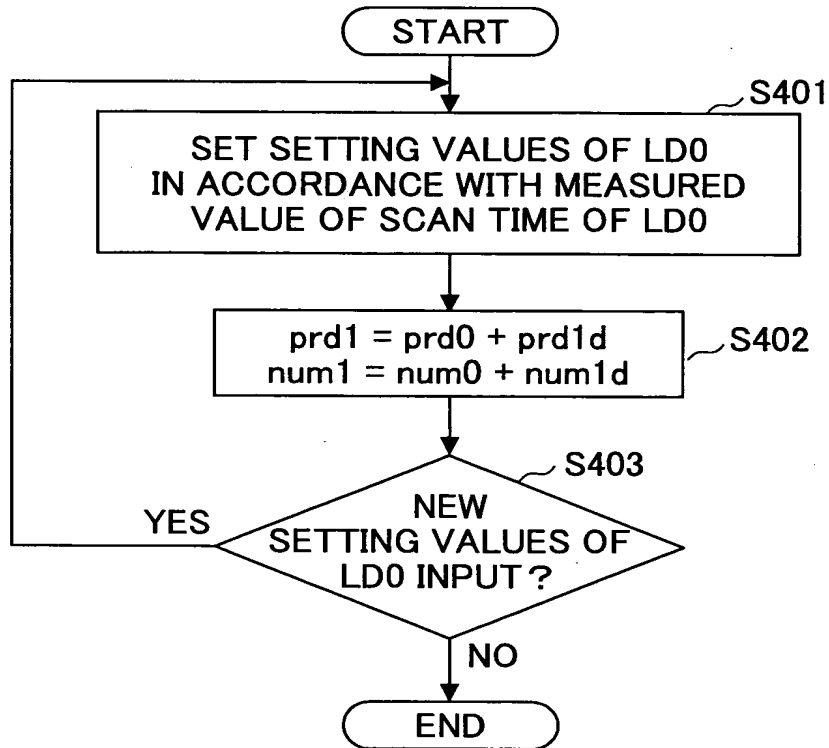 START
S401
SET SETTING VALUES OF LD0
IN ACCORDANCE WITH MEASURED
VALUE OF SCAN TIME OF LD0
prd1 = prd0 + prd1d
num1 = num0 + num1d
S402
S403
NEW
SETTING VALUES OF
LD0 INPUT?
YES
NO
END